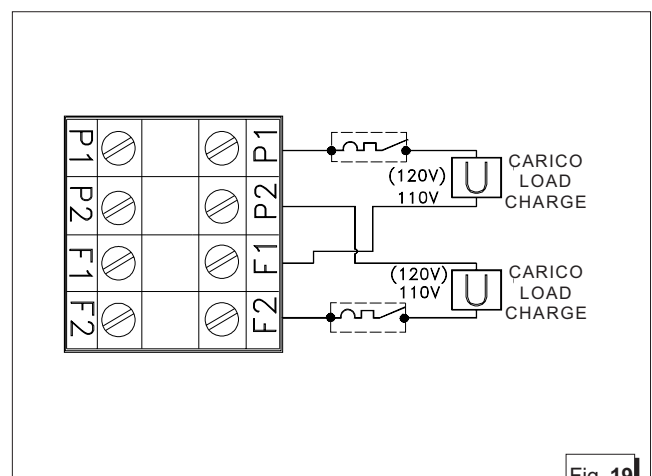 P1 P1
P2 P2
F1 F1
F2 F2
(120V)
110V
CARICO
LOAD
CHARGE
(120V)
110V
CARICO
LOAD
CHARGE
Fig. 19